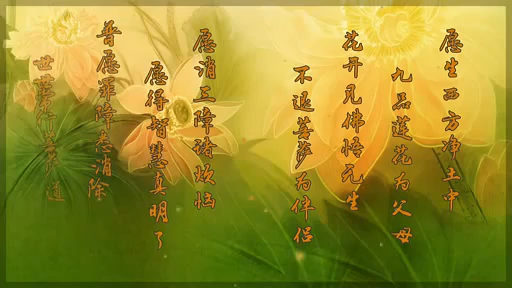 愿生西方净土中
九品莲花为父母
花开见佛悟无生
不退菩萨为伴侣
愿消三障诸烦恼
愿得智慧真明了
普愿罪障悉消除
世世常行菩萨道